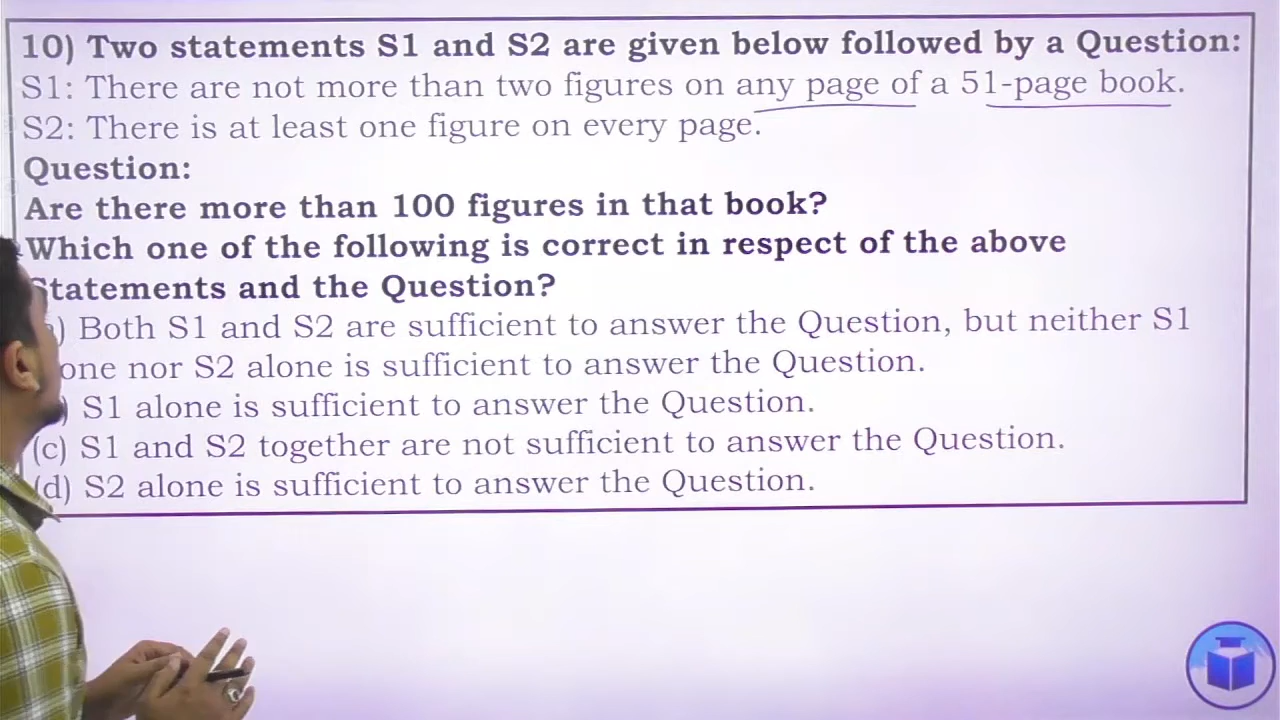 10) Two statements S1 and S2 are given below followed by a Question:
S1: There are not more than two figures on any page of a 51-page book.
S2: There is at least one figure on every page.
Question:
Are there more than 100 figures in that book?
Which one of the following is correct in respect of the above
Statements and the Question?
) Both S1 and S2 are sufficient to answer the Question, but neither S1
one nor S2 alone is sufficient to answer the Question.
) S1 alone is sufficient to answer the Question.
(c) S1 and S2 together are not sufficient to answer the Question.
(d) S2 alone is sufficient to answer the Question.